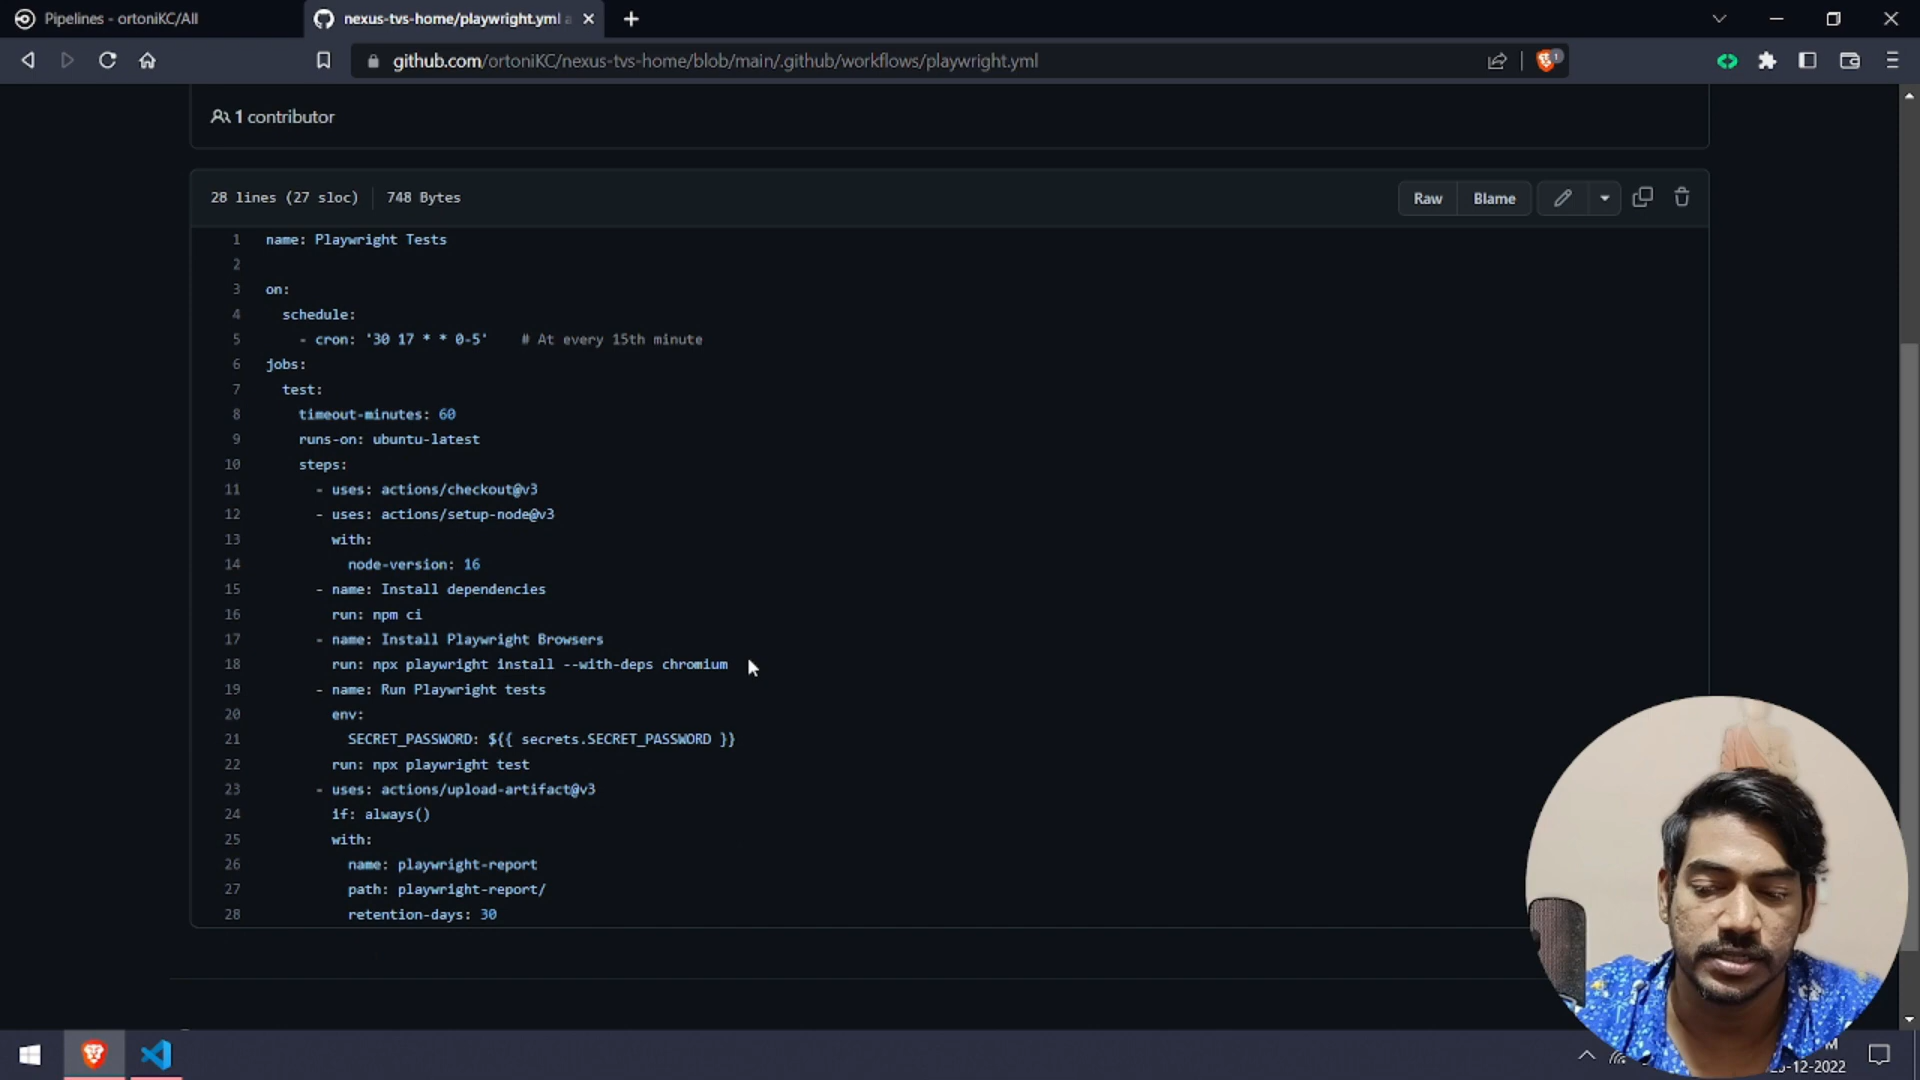 Pipelines - ortoniKC/All
nexus-tvs-home/playwright.yml
github.com/ortoniKC/nexus-tvs-home/blob/main/.github/workflows/playwright.yml
1
1 contributor
28 lines (27 sloc) 748 Bytes
Raw Blame
1 name: Playwright Tests
2
3 on:
4 schedule:
5 - cron: '30 17 * * 0-5' # At every 15th minute
6 jobs:
7 test:
8 timeout-minutes: 60
9 runs-on: ubuntu-latest
10 steps:
11 - uses: actions/checkout@v3
12 - uses: actions/setup-node@v3
13 with:
14 node-version: 16
15 - name: Install dependencies
16 run: npm ci
17 - name: Install Playwright Browsers
18 run: npx playwright install --with-deps chromium
19 - name: Run Playwright tests
20 env:
21 SECRET_PASSWORD: ${{ secrets.SECRET_PASSWORD }}
22 run: npx playwright test
23 - uses: actions/upload-artifact@v3
24 if: always()
25 with:
26 name: playwright-report
27 path: playwright-report/
28 retention-days: 30